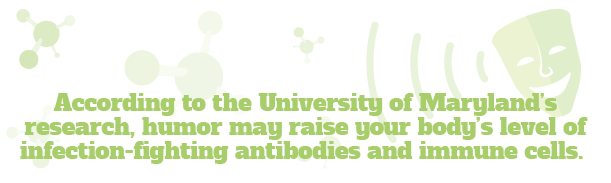 According to the University of Maryland's
research, humor may raise your body's level of
infection-fighting antibodies and immune cells.